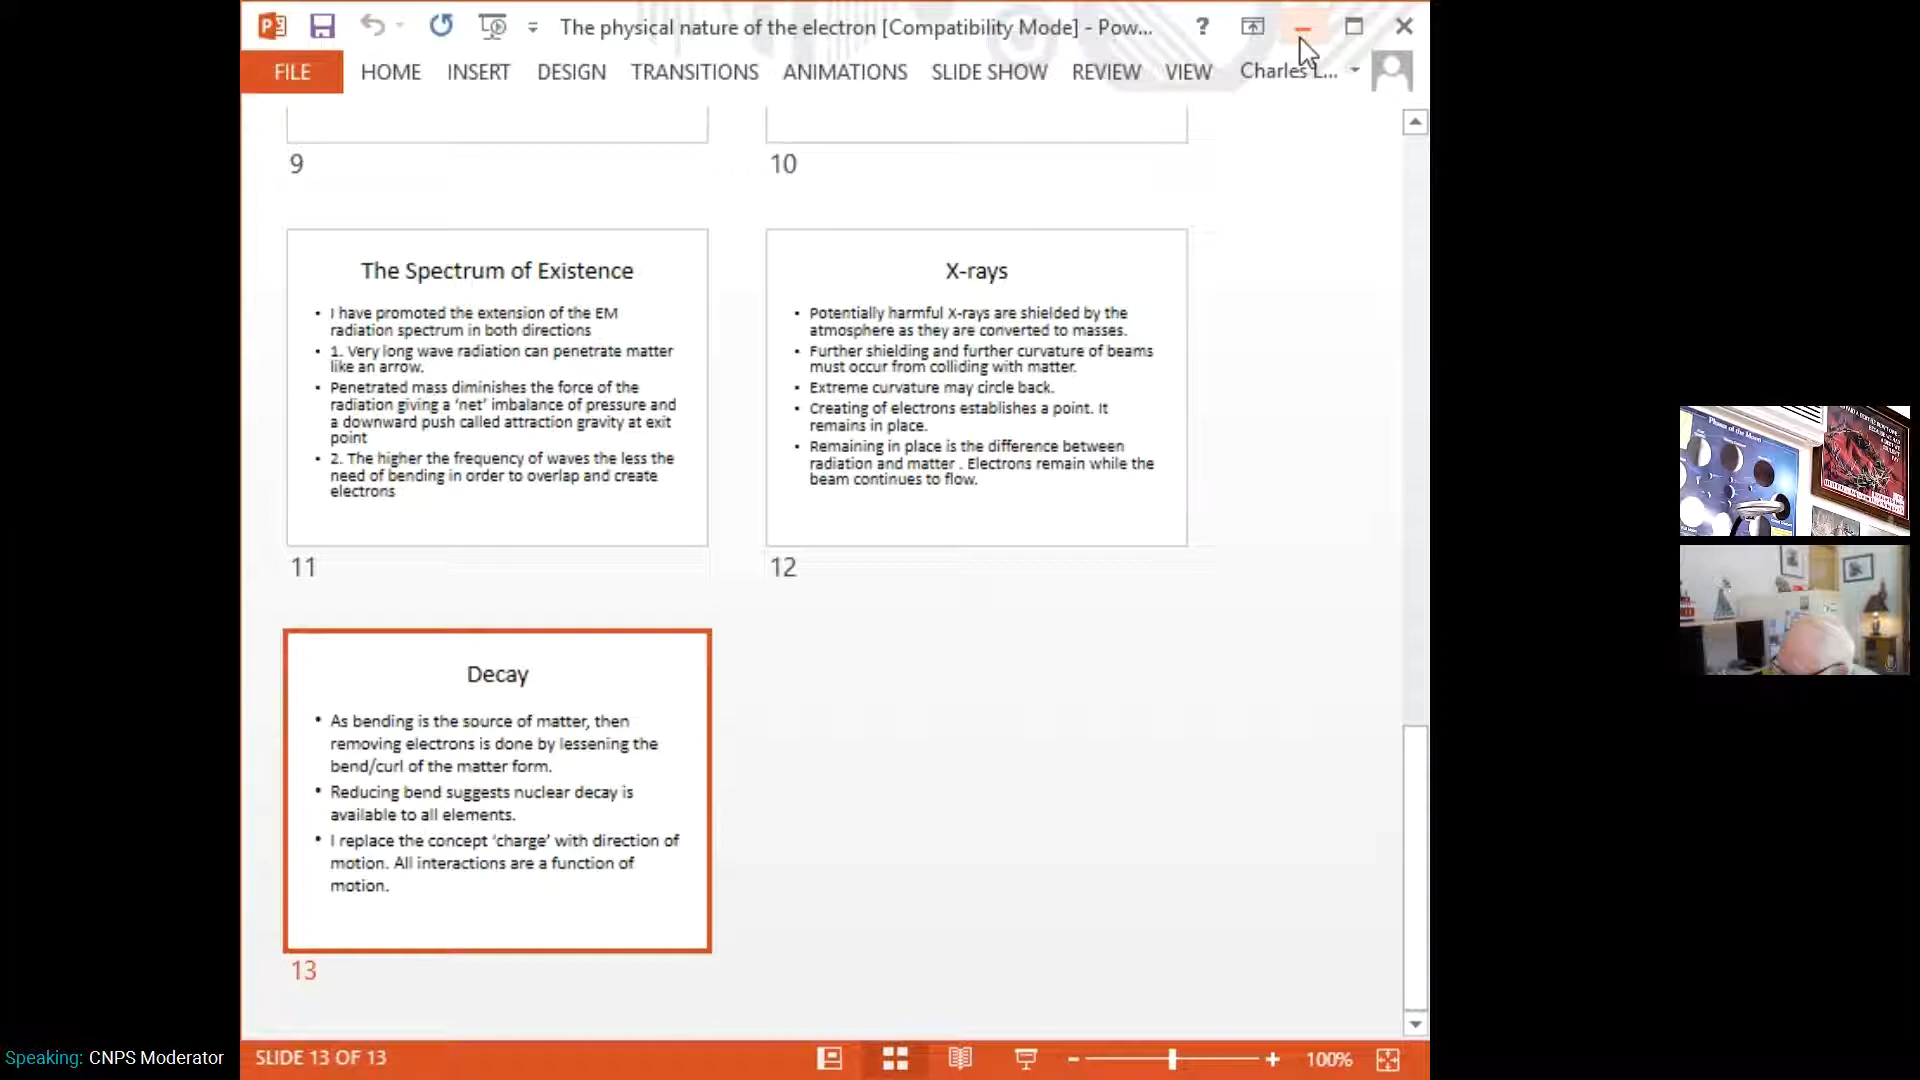 The physical nature of the electron [Compatibility Mode] - Pow...
?
FILE HOME INSERT DESIGN TRANSITIONS ANIMATIONS SLIDE SHOW REVIEW VIEW Charles L...
9
10
The Spectrum of Existence
• I have promoted the extension of the EM
radiation spectrum in both directions
• 1. Very long wave radiation can penetrate matter
like an arrow.
• Penetrated mass diminishes the force of the
radiation giving a ‘net’ imbalance of pressure and
a downward push called attraction gravity at exit
point
• 2. The higher the frequency of waves the less the
need of bending in order to overlap and create
electrons
11
X-rays
• Potentially harmful X-rays are shielded by the
atmosphere as they are converted to masses.
• Further shielding and further curvature of beams
must occur from colliding with matter.
• Extreme curvature may circle back.
• Creating of electrons establishes a point. It
remains in place.
• Remaining in place is the difference between
radiation and matter . Electrons remain while the
beam continues to flow.
12
Decay
• As bending is the source of matter, then
removing electrons is done by lessening the
bend/curl of the matter form.
• Reducing bend suggests nuclear decay is
available to all elements.
• I replace the concept ‘charge’ with direction of
motion. All interactions are a function of
motion.
13
Phases of the Moon
Speaking: CNPS Moderator
SLIDE 13 OF 13
100%